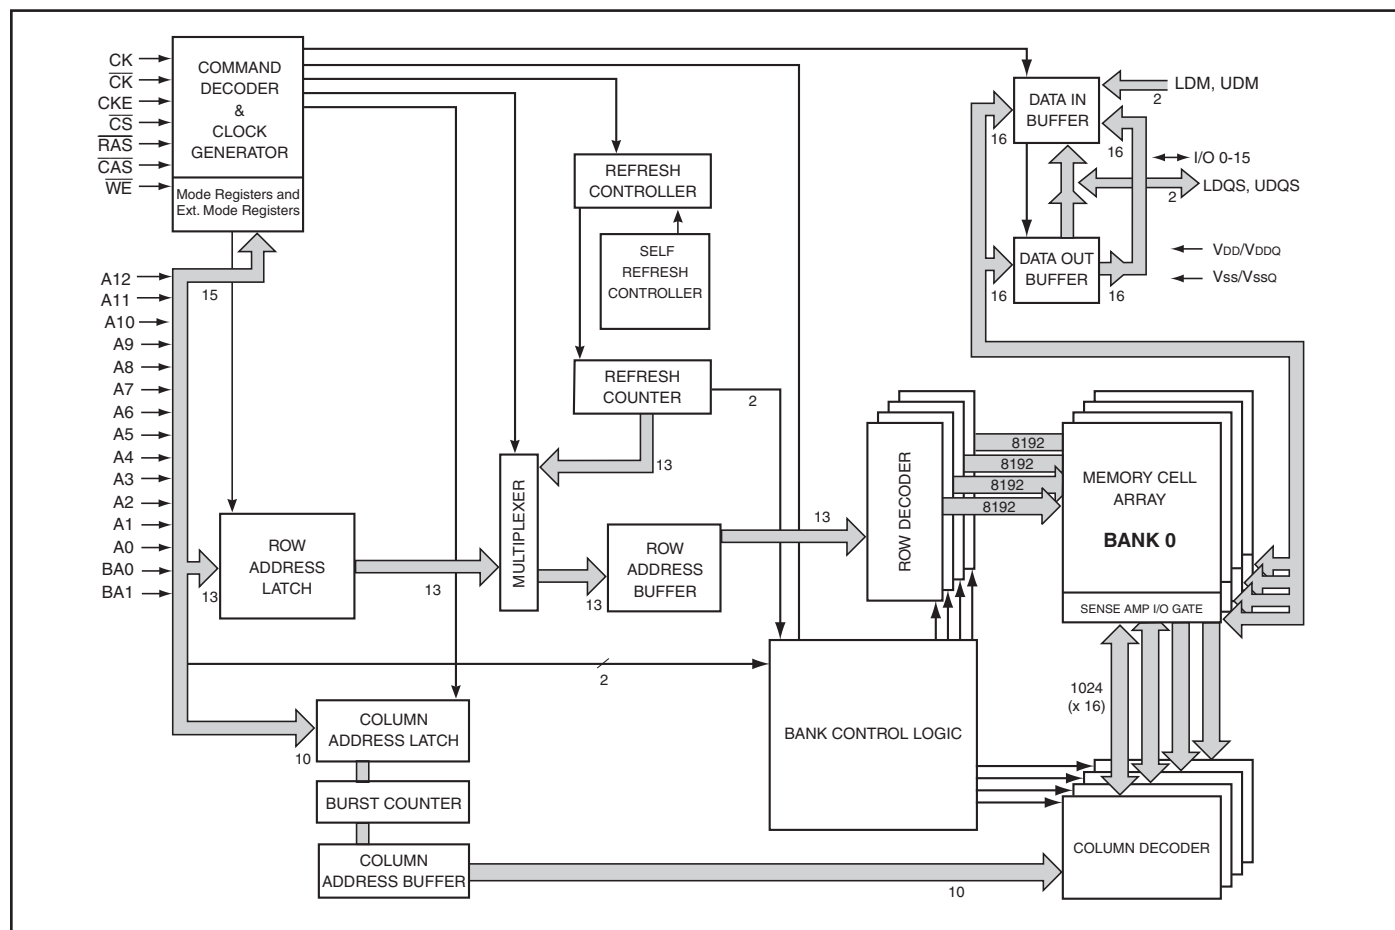 CK
CK
CKE
CS
RAS
CAS
WE
COMMAND
DECODER
&
CLOCK
GENERATOR
Mode Registers and
Ext. Mode Registers
A12
A11
A10
A9
A8
A7
A6
A5
A4
A3
A2
A1
A0
BA0
BA1
15
13
ROW
ADDRESS
LATCH
13
MULTIPLEXER
13
REFRESH
CONTROLLER
SELF
REFRESH
CONTROLLER
REFRESH
COUNTER
2
13
ROW
ADDRESS
BUFFER
13
ROW DECODER
8192
8192
8192
8192
MEMORY CELL
ARRAY
BANK 0
SENSE AMP I/O GATE
DATA IN
BUFFER
LDM, UDM
2
16
16
I/O 0-15
LDQS, UDQS
2
DATA OUT
BUFFER
16
16
VDD/VDDQ
Vss/VssQ
2
BANK CONTROL LOGIC
1024
(x 16)
COLUMN DECODER
COLUMN
ADDRESS LATCH
10
BURST COUNTER
COLUMN
ADDRESS BUFFER
10